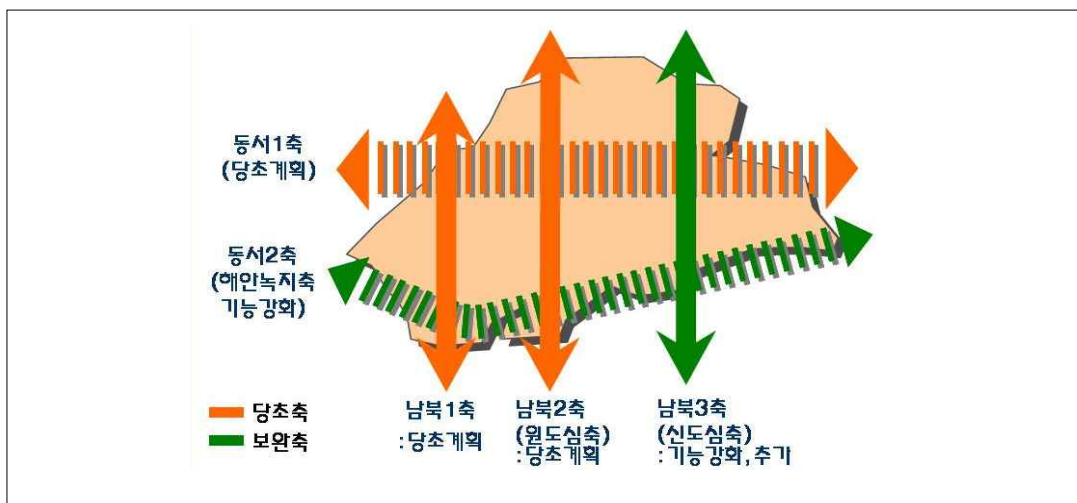 동서1축
(당초계획)
동서2축
(해안녹지축
기능강화)
당초축
보완축
남북1축
:당초계획
남북2축
(원도심축)
:당초계획
남북3축
(신도심축)
:기능강화,추가